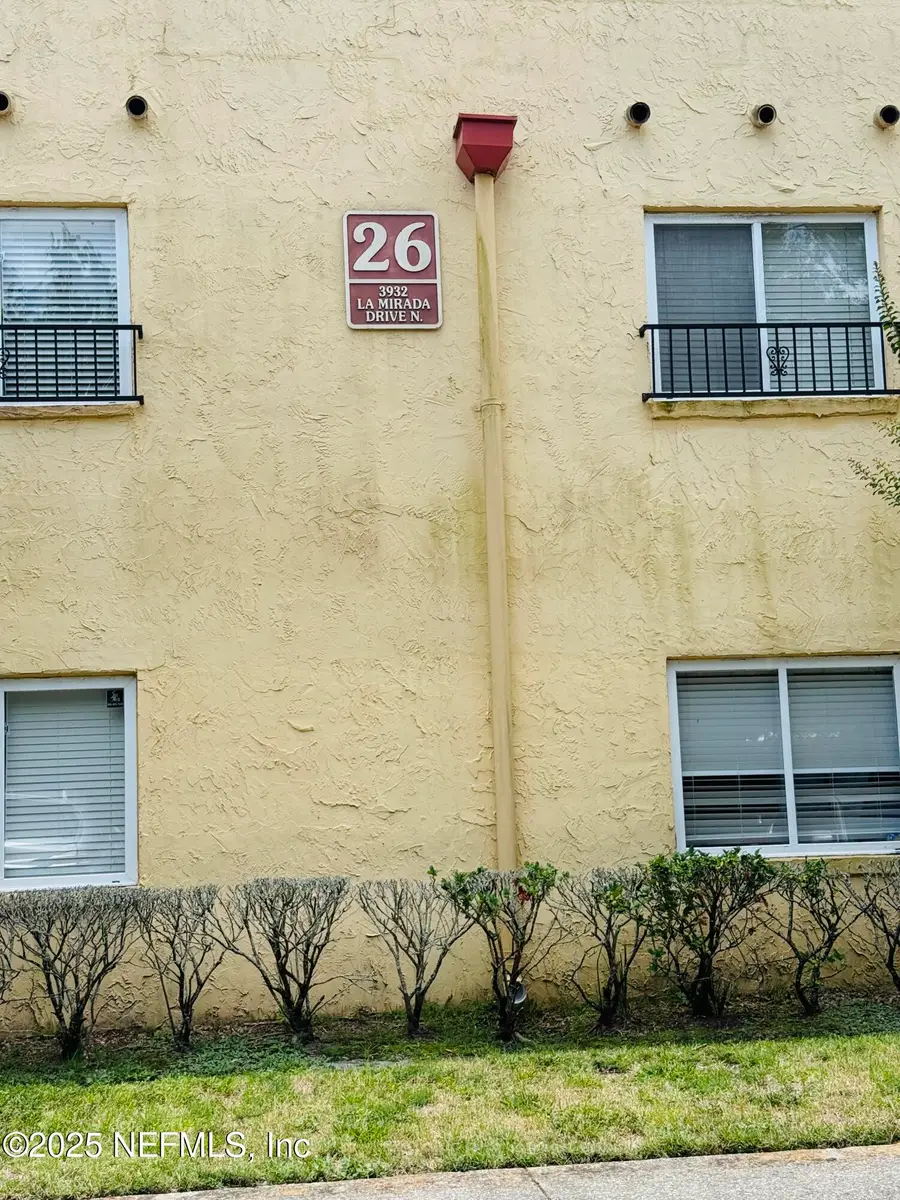 26
3932
LA MIRADA
DRIVE N.
©2025 NEFMLS, Inc